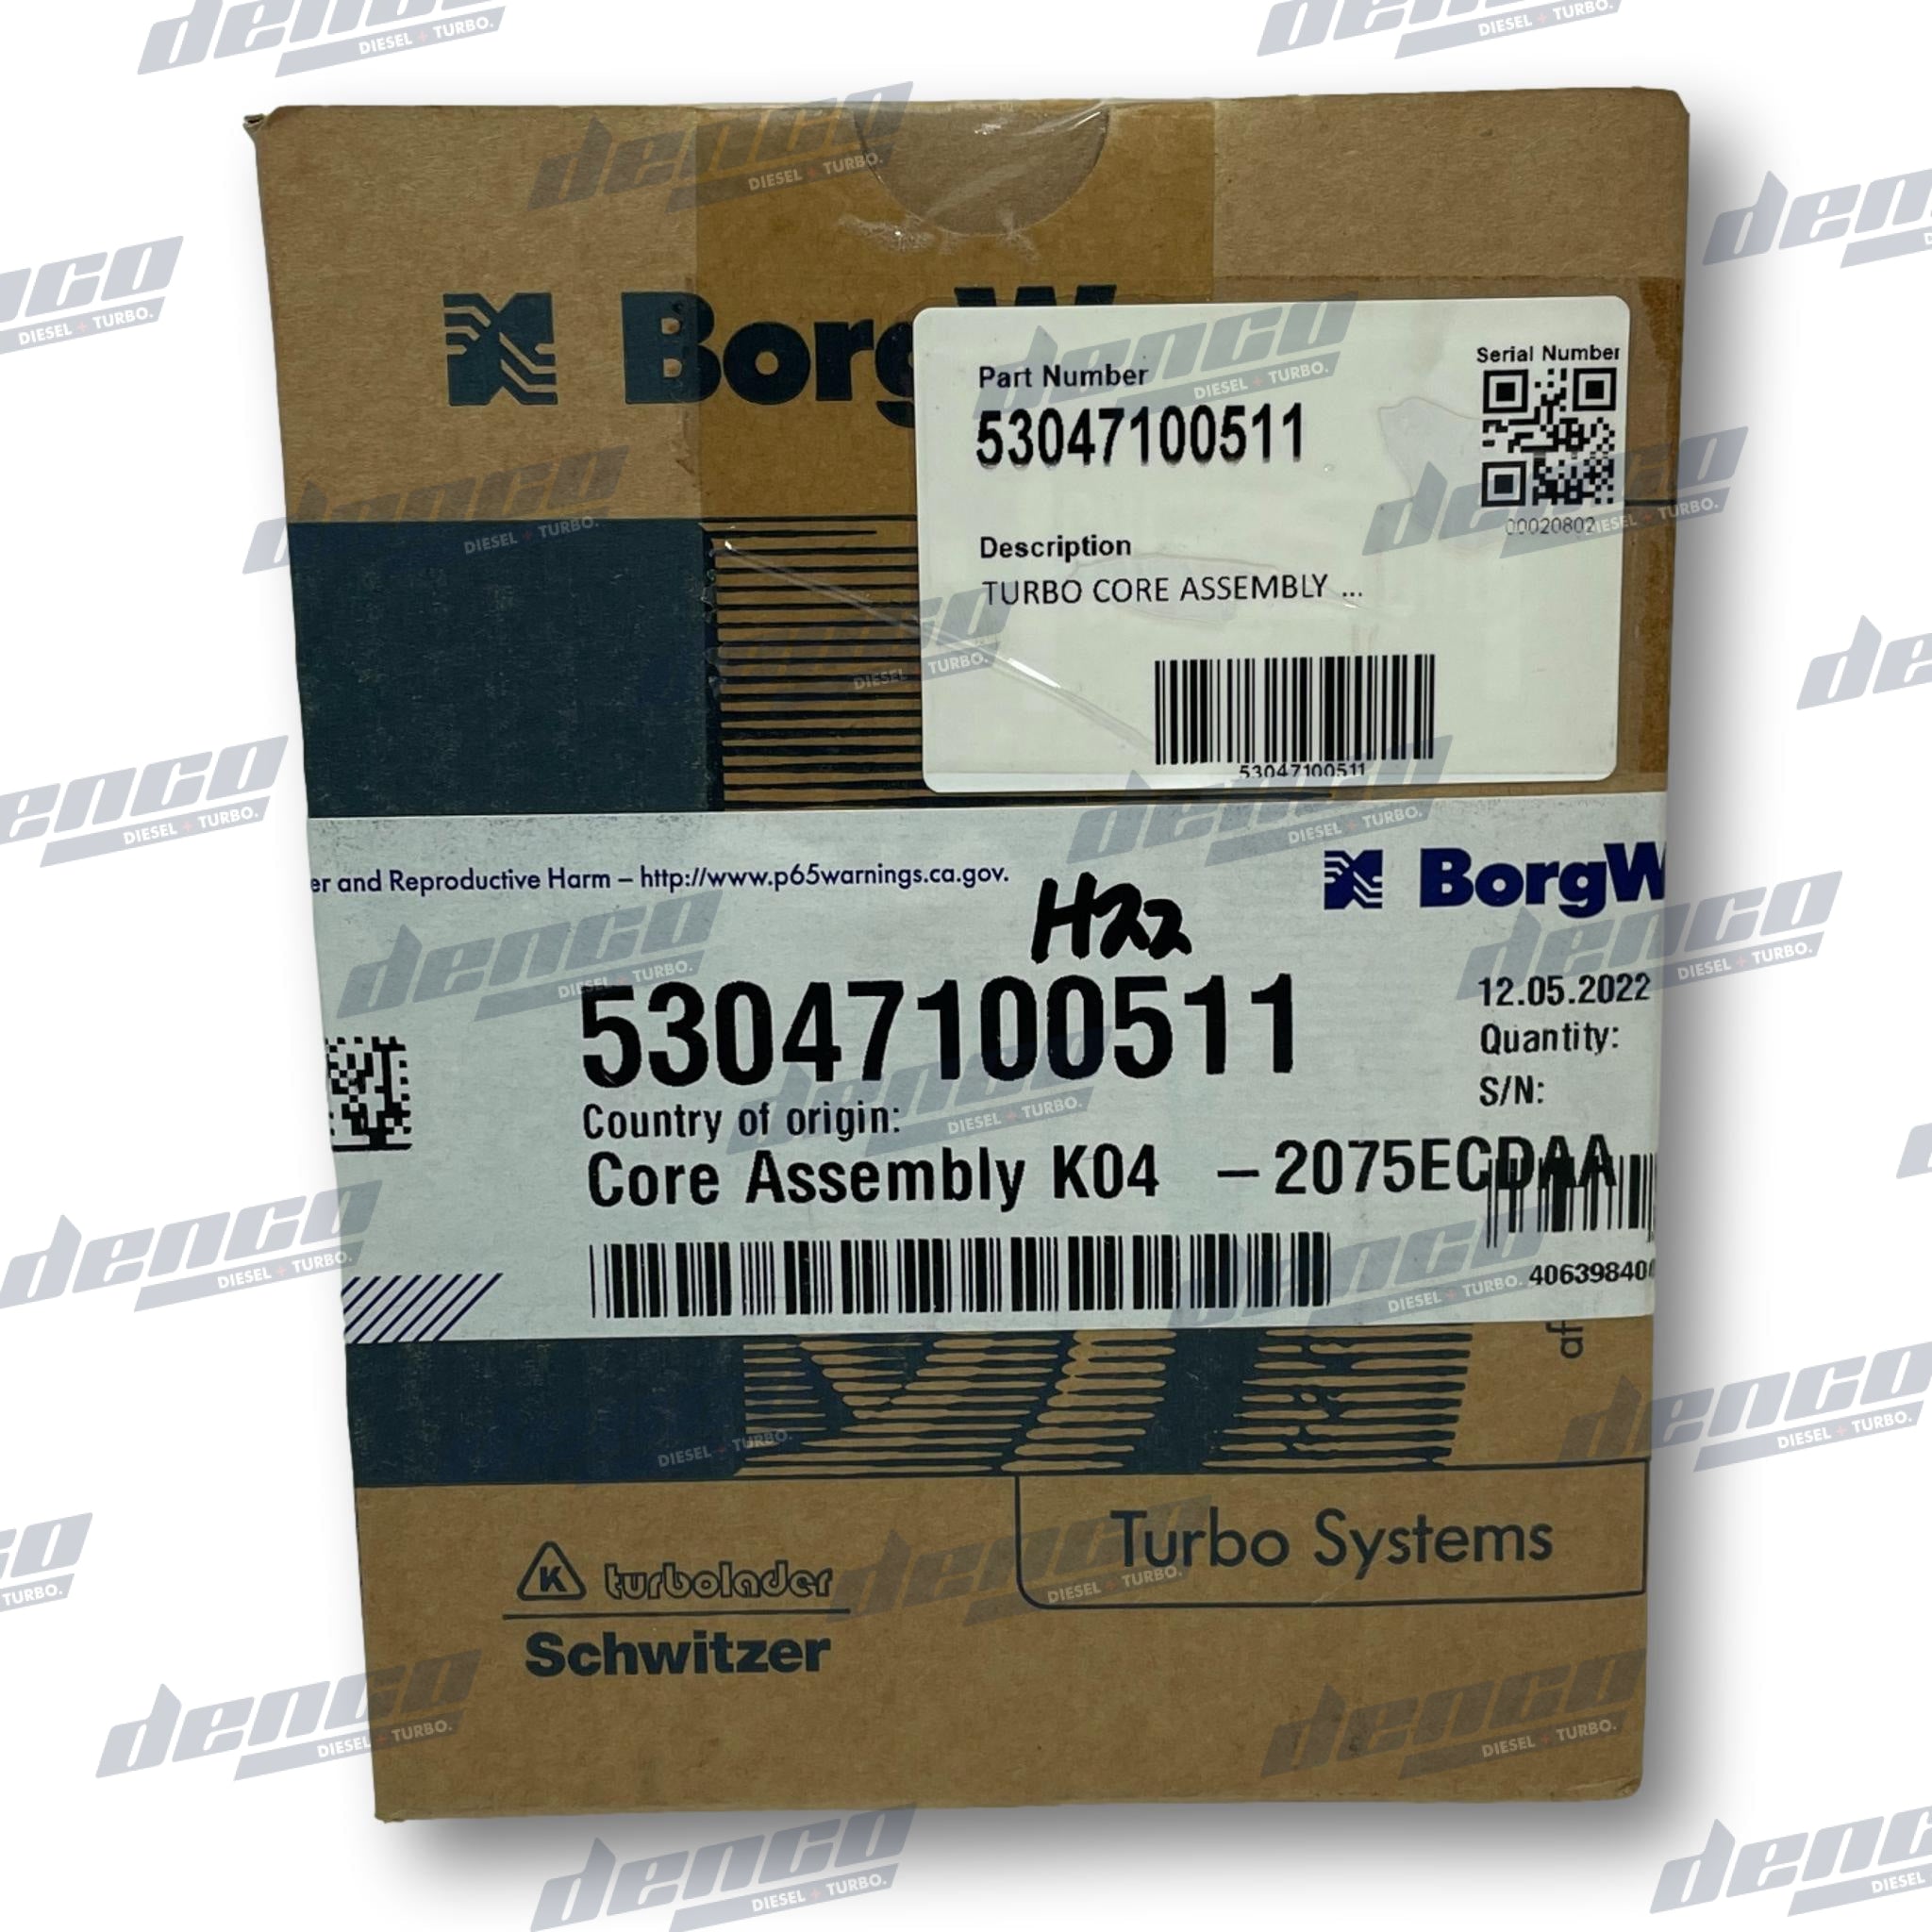 BorgW
Part Number
53047100511
Serial Number
00020802
Description
TURBO CORE ASSEMBLY ...
53047100511
er and Reproductive Harm – http://www.p65warnings.ca.gov.
BorgW
H22
53047100511
12.05.2022
Quantity:
S/N:
Country of origin:
Core Assembly K04 – 2075ECDAA
40639840
af
Turbo Systems
K turbolader
Schwitzer
denco
DIESEL + TURBO.